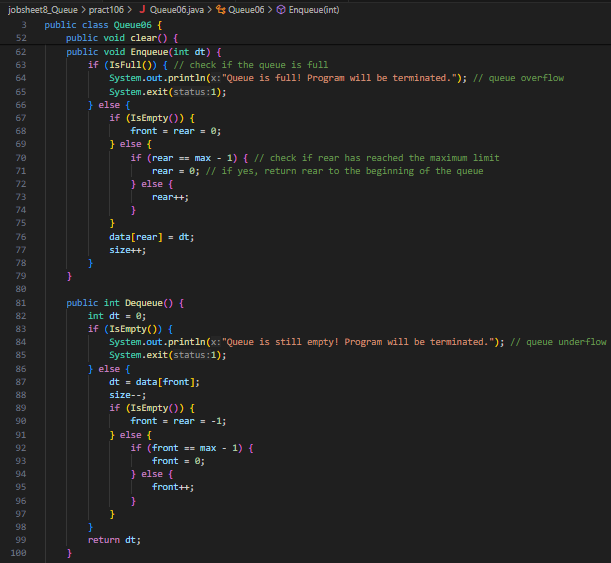 jobsheet8_Queue > pract106 > J Queue06.java > Queue06 > Enqueue(int)
3 public class Queue06 {
52     public void clear() {
62     public void Enqueue(int dt) {
63         if (IsFull()) { // check if the queue is full
64             System.out.println(x:"Queue is full! Program will be terminated."); // queue overflow
65             System.exit(status:1);
66         } else {
67             if (IsEmpty()) {
68                 front = rear = 0;
69             } else {
70                 if (rear == max - 1) { // check if rear has reached the maximum limit
71                     rear = 0; // if yes, return rear to the beginning of the queue
72                 } else {
73                     rear++;
74                 }
75             }
76             data[rear] = dt;
77             size++;
78         }
79     }
80
81     public int Dequeue() {
82         int dt = 0;
83         if (IsEmpty()) {
84             System.out.println(x:"Queue is still empty! Program will be terminated."); // queue underflow
85             System.exit(status:1);
86         } else {
87             dt = data[front];
88             size--;
89             if (IsEmpty()) {
90                 front = rear = -1;
91             } else {
92                 if (front == max - 1) {
93                     front = 0;
94                 } else {
95                     front++;
96                 }
97             }
98         }
99         return dt;
100     }